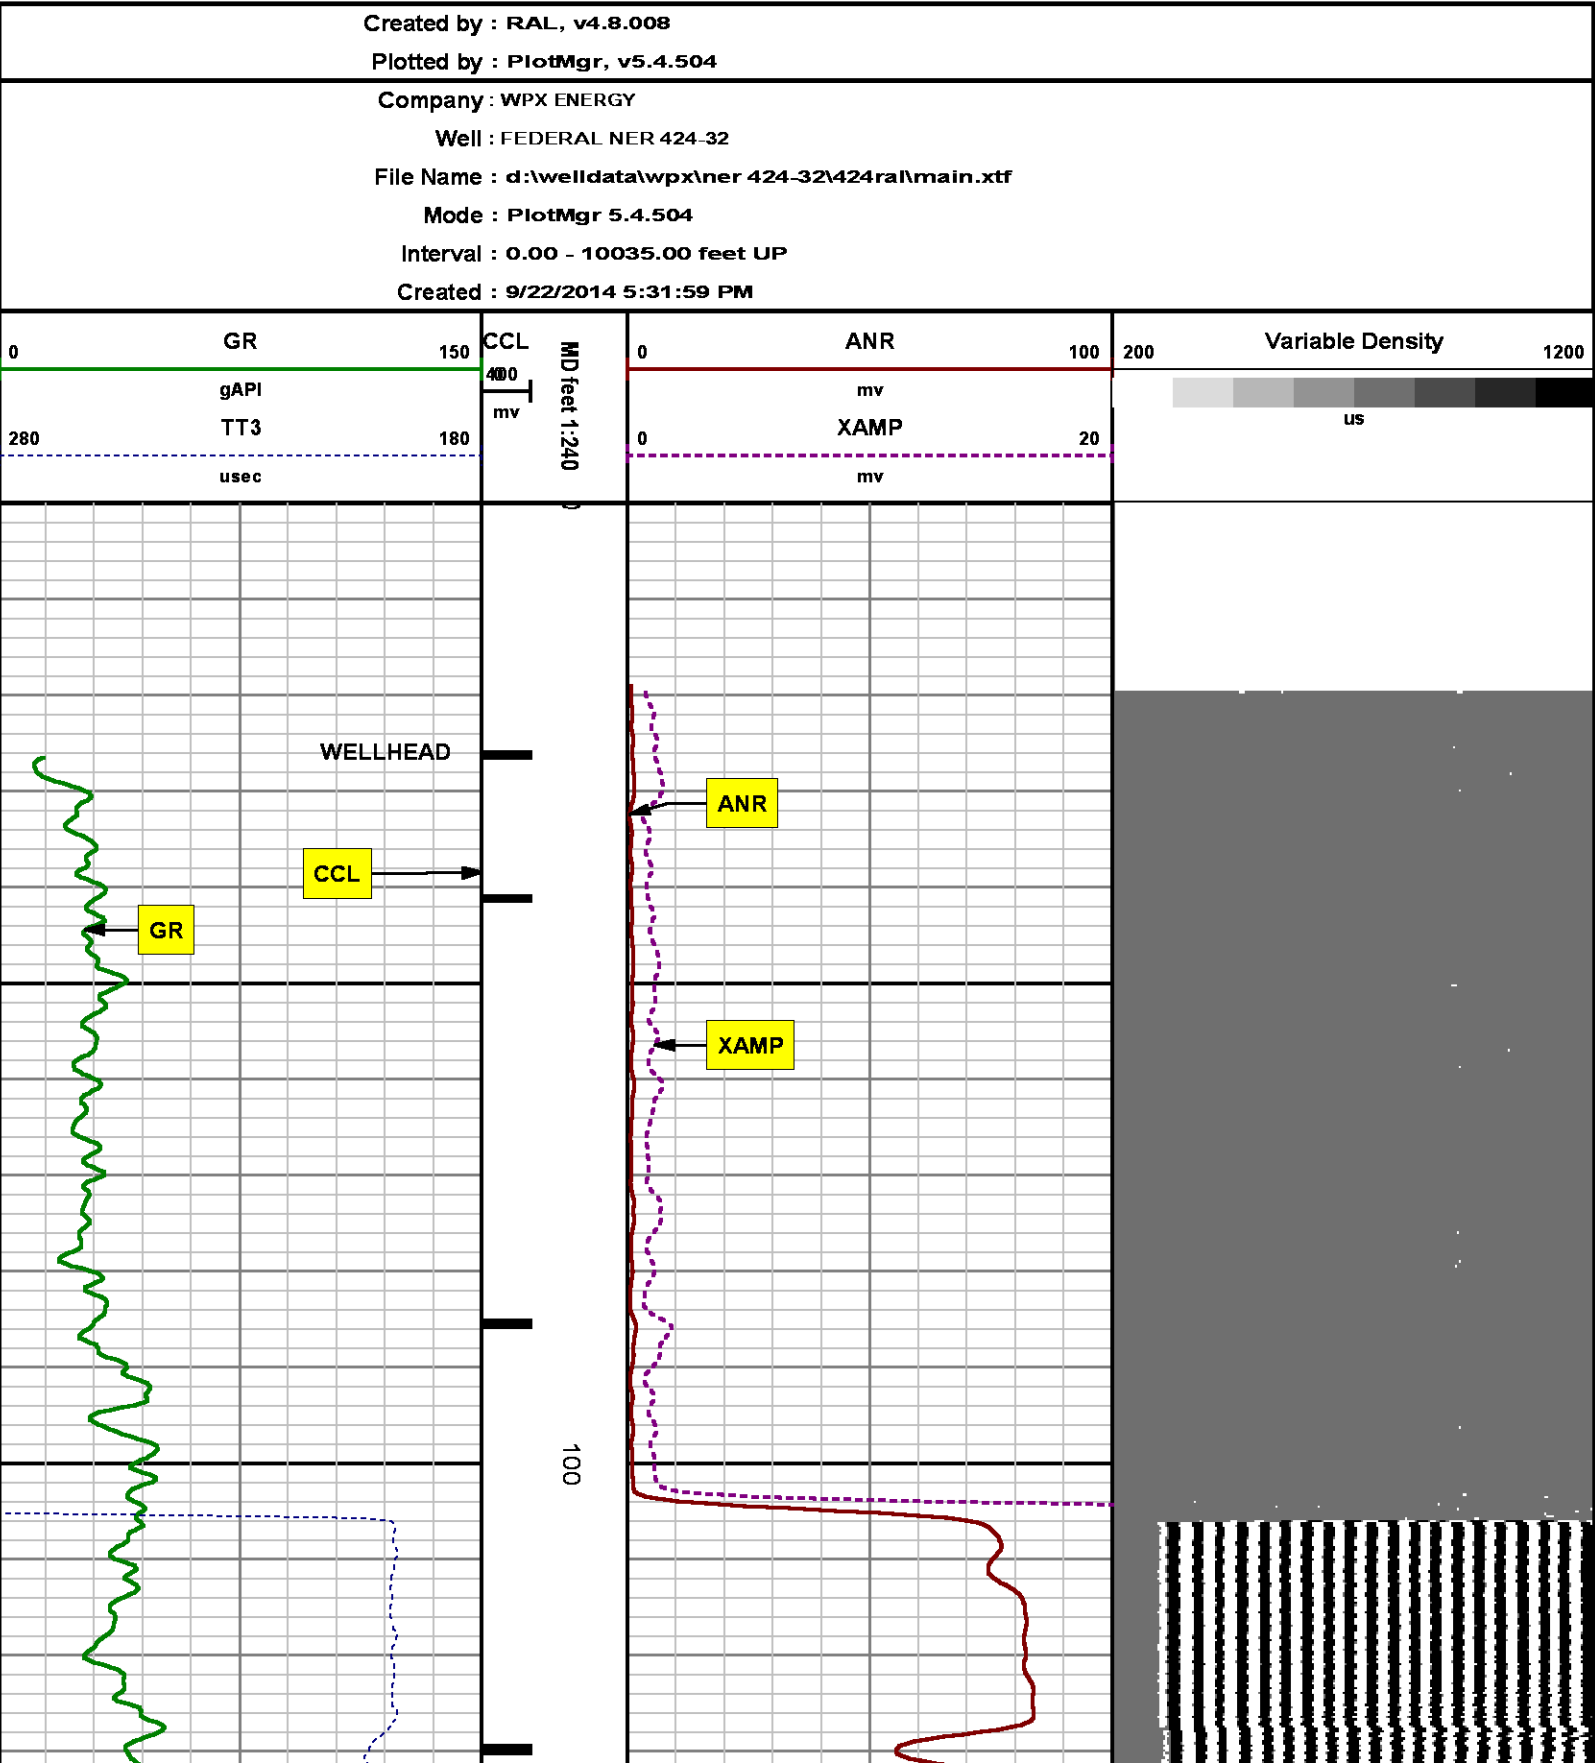 Created by : RAL, v4.8.008
Plotted by : PlotMgr, v5.4.504
Company : WPX ENERGY
Well : FEDERAL NER 424-32
File Name : d:\welldata\wpx\ner 424-32\424ral\main.xtf
Mode : PlotMgr 5.4.504
Interval : 0.00 - 10035.00 feet UP
Created : 9/22/2014 5:31:59 PM
0 GR 150
gAPI
280 TT3 180
usec
CCL
mv
MD feet 1:240
0 ANR 100
mv
0 XAMP 20
mv
200 Variable Density 1200
us
WELLHEAD
ANR
CCL
GR
XAMP
100